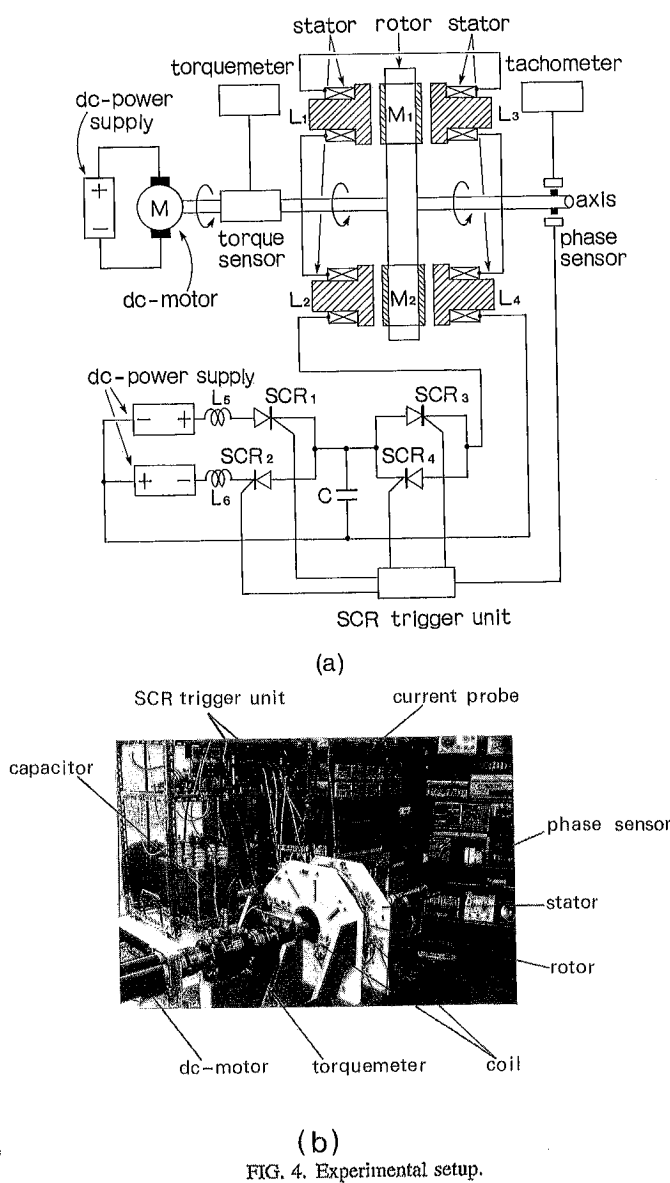 stator rotor stator
torquemeter
tachometer
dc-power
supply
L1
M1
L3
+
M
−
axis
torque
sensor
phase
sensor
dc-motor
L2
M2
L4
dc-power supply
L5
SCR1
SCR3
− +
SCR2
SCR4
+ −
L6
C
SCR trigger unit
(a)
SCR trigger unit
current probe
capacitor
phase sensor
stator
rotor
dc-motor
torquemeter
coil
(b)
FIG. 4. Experimental setup.